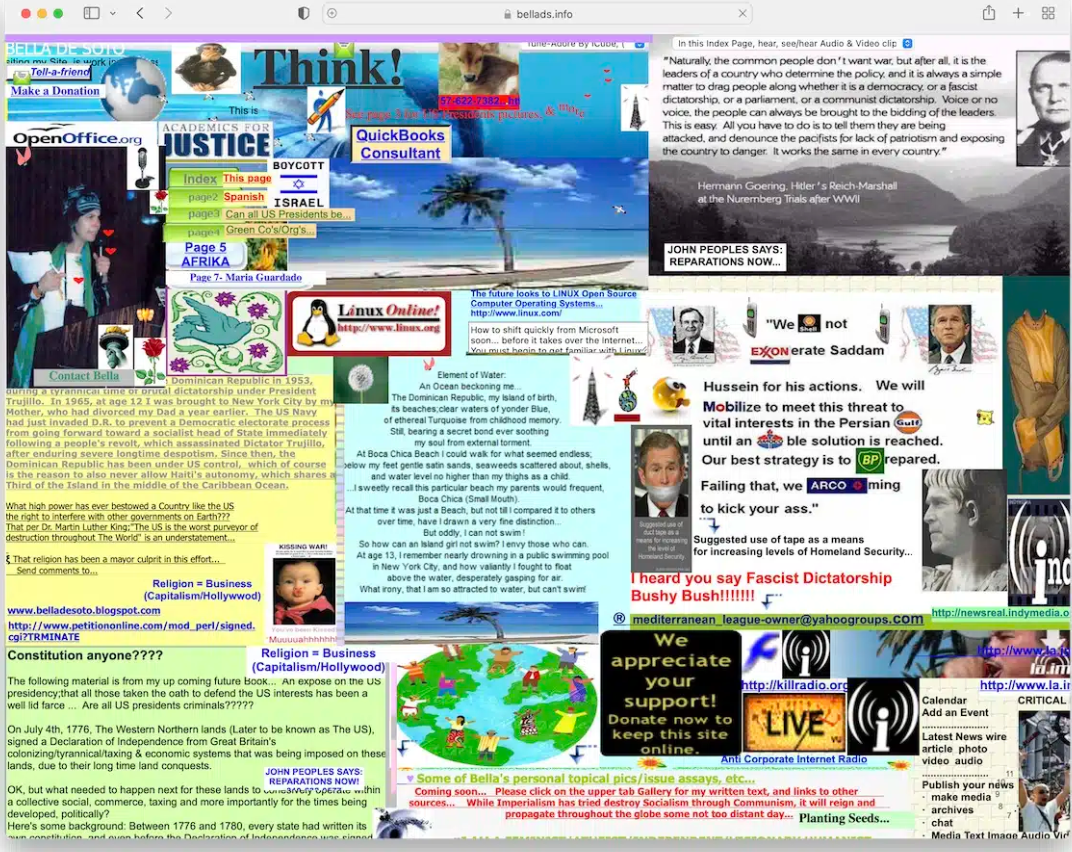 bellads.info
BELLA DE SOTO
Tell-a-friend
Make a Donation
This is
Think!
57-622-7382
QuickBooks
Consultant
In this Index Page, hear, see/hear Audio & Video clip
"Naturally, the common people don't want war, but after all, it is the
leaders of a country who determine the policy, and it is always a simple
matter to drag people along whether it is a democracy, or a fascist
dictatorship, or a parliament, or a communist dictatorship. Voice or no
voice, the people can always be brought to the bidding of the leaders.
This is easy. All you have to do is to tell them they are being
attacked, and denounce the pacifists for lack of patriotism and exposing
the country to danger. It works the same in every country."
Hermann Goering, Hitler's Reich-Marshall
at the Nuremberg Trials after WWII
JOHN PEOPLES SAYS:
REPARATIONS NOW...
OpenOffice.org
ACADEMICS FOR
JUSTICE
BOYCOTT
ISRAEL
Index This page
page2 Spanish
page3 Can all US Presidents be...
page4 Green Co's/Org's...
Page 5
AFRIKA
Page 7- Maria Guardado
Contact Bella
Linux Online!
http://www.linux.org
The future looks to LINUX Open Source
Computer Operating Systems...
http://www.linux.com/
How to shift quickly from Microsoft
soon... before it takes over the Internet...
You must begin to get familiar with Linux
Dominican Republic in 1953,
during a tyrannical time of brutal dictatorship under President
Trujillo. In 1965, at age 12 I was brought to New York City by my
Mother, who had divorced my Dad a year earlier. The US Navy
had just invaded D.R. to prevent a Democratic electorate process
from going forward toward a socialist head of State immediately
following a people's revolt, which assassinated Dictator Trujillo,
after enduring severe longtime despotism. Since then, the
Dominican Republic has been under US control, which of course
is the reason to also never allow Haiti's autonomy, which shares a
Third of the Island in the middle of the Caribbean Ocean.
What high power has ever bestowed a Country like the US
the right to interfere with other governments on Earth???
That per Dr. Martin Luther King;"The US is the worst purveyor of
destruction throughout The World" is an understatement...
That religion has been a mayor culprit in this effort...
Send comments to...
Religion = Business
(Capitalism/Hollywood)
www.belladesoto.blogspot.com
http://www.petitiononline.com/mod_perl/signed.
cgi?TRMINATE
KISSING WAR!
Muuuuahhhhhh
Element of Water:
An Ocean beckoning me...
The Dominican Republic, my island of birth,
its beaches;clear waters of yonder Blue,
of ethereal Turquoise from childhood memory.
Still, bearing a secret bond ever soothing
my soul from external torment.
At Boca Chica Beach I could walk for what seemed endless;
below my feet gentle satin sands, seaweeds scattered about, shells,
and water level no higher than my thighs as a child.
...I sweetly recall this particular beach my parents would frequent,
Boca Chica (Small Mouth).
At that time it was just a Beach, but not till I compared it to others
over time, have I drawn a very fine distinction...
But oddly, I can not swim!
So how can an Island girl not swim? I envy those who can.
At age 13, I remember nearly drowning in a public swimming pool
in New York City, and how valiantly I fought to float
above the water, desperately gasping for air.
What irony, that I am so attracted to water, but can't swim!
"We Shell not
EXXON erate Saddam
Hussein for his actions. We will
Mobilize to meet this threat to
vital interests in the Persian Gulf
until an ble solution is reached.
Our best strategy is to BP repared.
Failing that, we ARCO ming
to kick your ass."
Suggested use of duct
tape as a means for
increasing the level of
Homeland Security.
Suggested use of tape as a means
for increasing levels of Homeland Security...
I heard you say Fascist Dictatorship
Bushy Bush!!!!!!!
http://newsreal.indymedia.o
® mediterranean_league-owner@yahoogroups.com
Constitution anyone????
Religion = Business
(Capitalism/Hollywood)
The following material is from my up coming future Book... An expose on the US
presidency;that all those taken the oath to defend the US interests has been a
well lid farce ... Are all US presidents criminals?????
On July 4th, 1776, The Western Northern lands (Later to be known as The US),
signed a Declaration of Independence from Great Britain's
colonizing/tyrannical/taxing & economic systems that was being imposed on these
lands, due to their long time land conquests.
JOHN PEOPLES SAYS:
REPARATIONS NOW!
OK, but what needed to happen next for these lands to within
a collective social, commerce, taxing and more importantly for the times being
developed, politically?
Here's some background: Between 1776 and 1780, every state had written its
own constitution, and even before the Declaration of Independence was signed
We
appreciate
your
support!
Donate now to
keep this site
online.
http://killradio.org
LIVE
Anti Corporate Internet Radio
http://www.la.i
la.im
http://www.la.in
Calendar
Add an Event
Latest News wire
article photo
video audio
Publish your news
make media
archives
chat
Media Text Image Audio Vid
CRITICAL
Some of Bella's personal topical pics/issue assays, etc...
Coming soon... Please click on the upper tab Gallery for my written text, and links to other
sources... While Imperialism has tried destroy Socialism through Communism, it will reign and
propagate throughout the globe some not too distant day...
Planting Seeds...